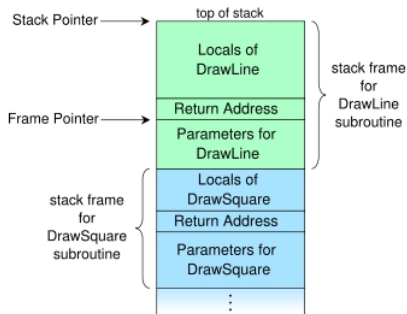 top of stack
Stack Pointer
Locals of
DrawLine
stack frame
for
DrawLine
subroutine
Return Address
Frame Pointer
Parameters for
DrawLine
Locals of
DrawSquare
stack frame
for
DrawSquare
subroutine
Return Address
Parameters for
DrawSquare
⋮